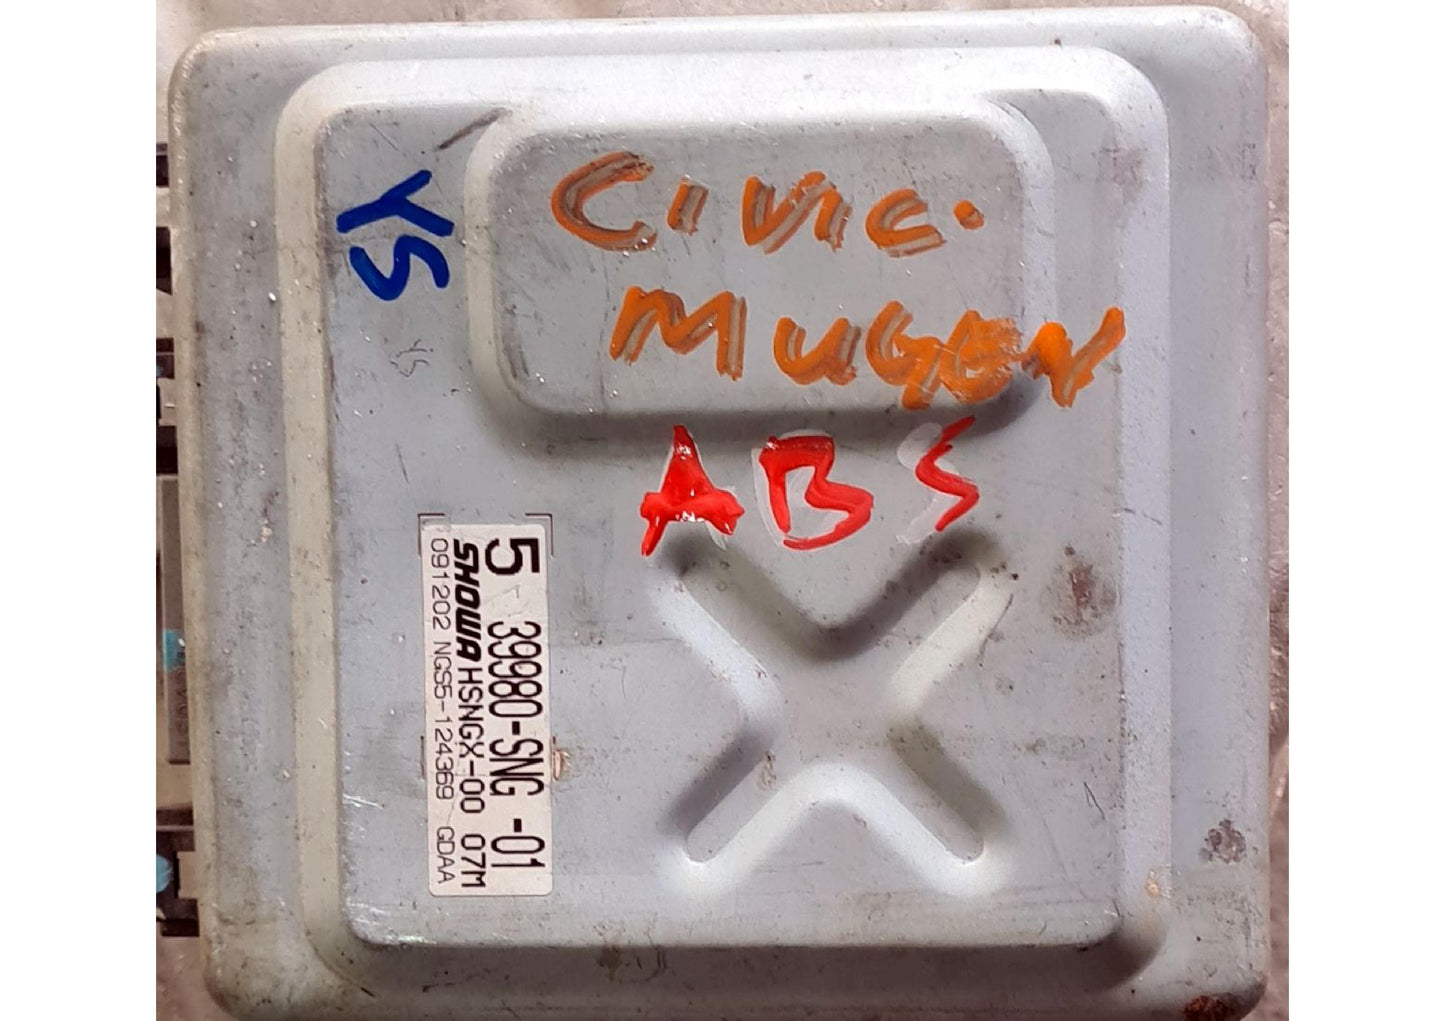 YS
CIVIC.
MUGEN
ABS
5 39980-SNG -01
SHOWA HSNGX-00 07M
091202 NGS5-124369 GDAA